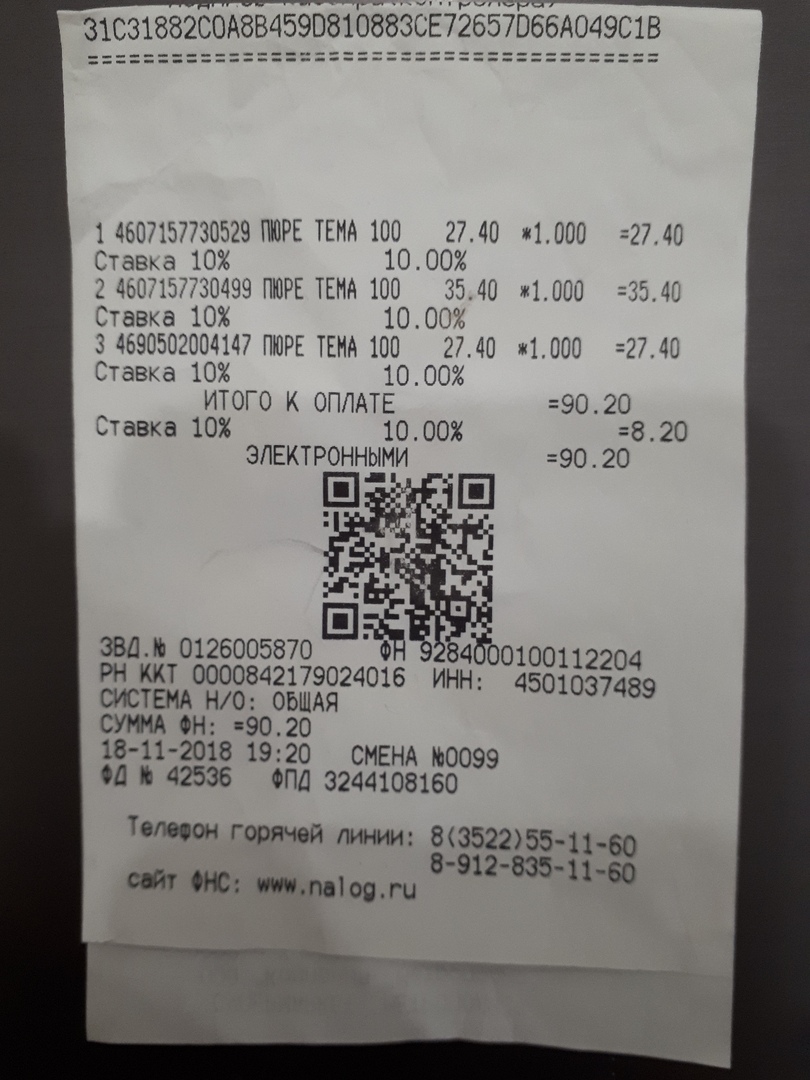 31C31882C0A8B459D810883CE72657D66A049C1B
=====================================
1 4607157730529 ПЮРЕ ТЕМА 100 27.40 *1.000 =27.40
Ставка 10% 10.00%
2 4607157730499 ПЮРЕ ТЕМА 100 35.40 *1.000 =35.40
Ставка 10% 10.00%
3 4690502004147 ПЮРЕ ТЕМА 100 27.40 *1.000 =27.40
Ставка 10% 10.00%
ИТОГО К ОПЛАТЕ =90.20
Ставка 10% 10.00% =8.20
ЭЛЕКТРОННЫМИ =90.20
ЗВД.№ 0126005870 ФН 9284000100112204
РН ККТ 0000842179024016 ИНН: 4501037489
СИСТЕМА Н/О: ОБЩАЯ
СУММА ФН: =90.20
18-11-2018 19:20 СМЕНА №0099
ФД № 42536 ФПД 3244108160
Телефон горячей линии: 8(3522)55-11-60
8-912-835-11-60
сайт ФНС: www.nalog.ru